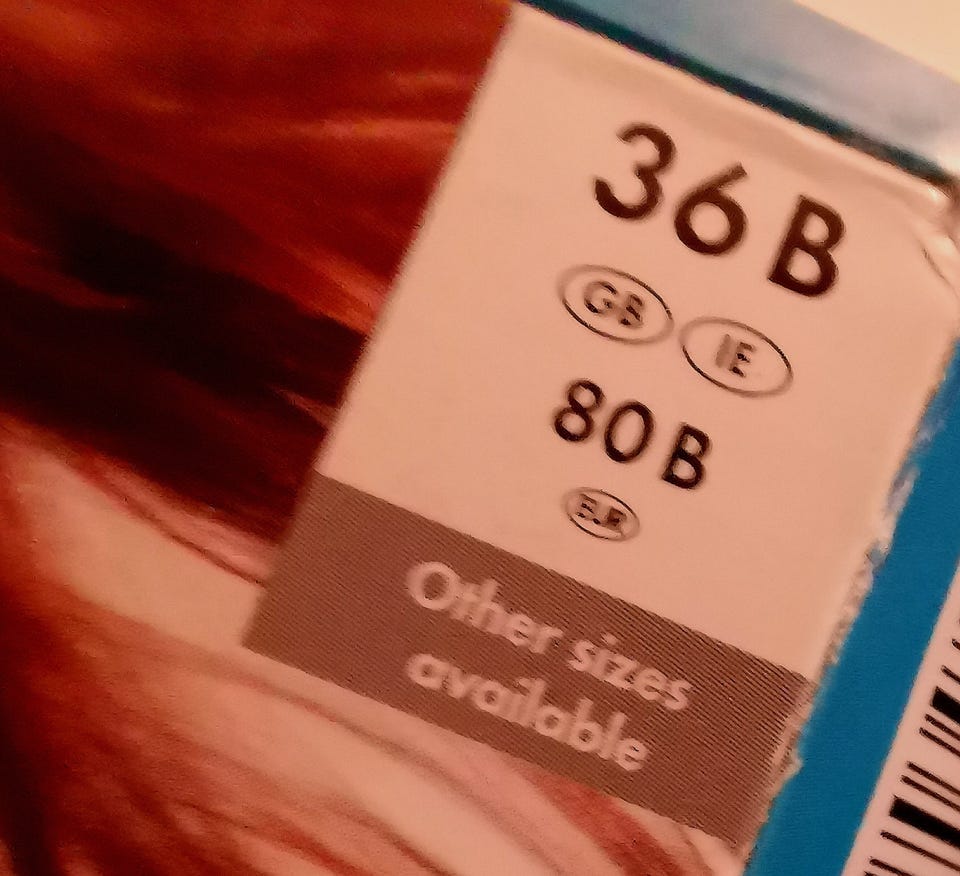 36 B
GB IE
80 B
EUR
Other sizes
available